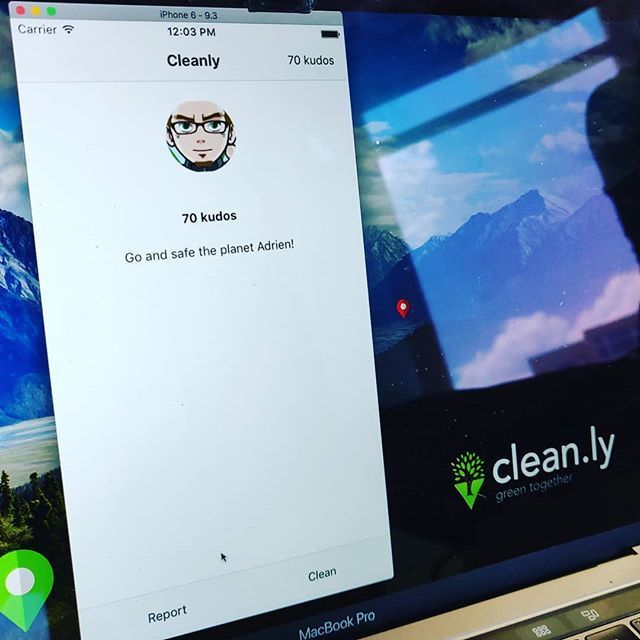 iPhone 6 - 9.3
Carrier 12:03 PM
Cleanly 70 kudos
70 kudos
Go and safe the planet Adrien!
clean.ly
green together
Report Clean
MacBook Pro